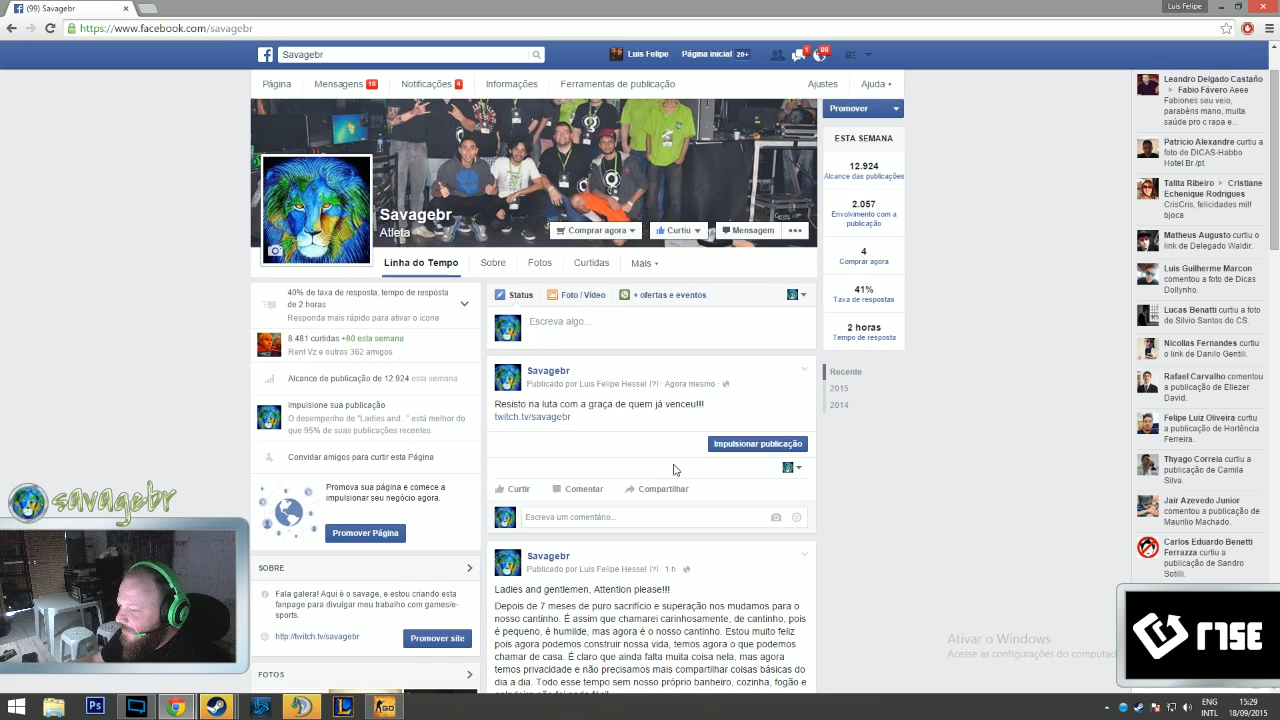 (99) Savagebr
Luis Felipe
https://www.facebook.com/savagebr
Savagebr
Luis Felipe
Página inicial 20+
1
98
Página
Mensagens 18
Notificações 4
Informações
Ferramentas de publicação
Ajustes
Ajuda
Savagebr
Atleta
Comprar agora
Curtiu
Mensagem
Linha do Tempo
Sobre
Fotos
Curtidas
Mais
Promover
ESTA SEMANA
12.924
Alcance das publicações
2.057
Envolvimento com a
publicação
4
Comprar agora
41%
Taxa de respostas
2 horas
Tempo de resposta
Recente
2015
2014
40% de taxa de resposta, tempo de resposta
de 2 horas
Responda mais rápido para ativar o ícone
8.481 curtidas +80 esta semana
Rent Vz e outros 362 amigos
Alcance de publicação de 12 924 esta semana
Impulsione sua publicação
O desempenho de "Ladies and..." está melhor do
que 95% de suas publicações recentes.
Convidar amigos para curtir esta Página
Promova sua página e comece a
impulsionar seu negócio agora.
Promover Página
SOBRE
Fala galera! Aqui é o savage, e estou criando esta
fanpage para divulgar meu trabalho com games/e-
sports.
http://twitch.tv/savagebr
Promover site
FOTOS
Status
Foto / Vídeo
+ ofertas e eventos
Escreva algo...
Savagebr
Publicado por Luis Felipe Hessel [?] · Agora mesmo ·
Resisto na luta com a graça de quem já venceu!!!
twitch.tv/savagebr
Impulsionar publicação
Curtir
Comentar
Compartilhar
Escreva um comentário...
Savagebr
Publicado por Luis Felipe Hessel [?] · 1 h ·
Ladies and gentlemen, Attention please!!!
Depois de 7 meses de puro sacrifício e superação nos mudamos para o
nosso cantinho. É assim que chamarei carinhosamente, de cantinho, pois
é pequeno, é humilde, mas agora é o nosso cantinho. Estou muito feliz
pois agora podemos construir nossa vida, temos agora o que podemos
chamar de casa. É claro que ainda falta muita coisa nela, mas agora
temos privacidade e não precisamos mais compartilhar coisas básicas do
dia a dia. Todo esse tempo sem nosso próprio banheiro, cozinha, fogão e
Leandro Delgado Castaño
Fabio Fávero Aeee
Fabiones seu veio,
parabéns mano, muita
saúde pro c rapa e...
Patricio Alexandre curtiu a
foto de DICAS-Habbo
Hotel Br /pt.
Talita Ribeiro Cristiane
Echenique Rodrigues
CrisCris, felicidades mil!
bjoca
Matheus Augusto curtiu o
link de Delegado Waldir.
Luis Guilherme Marcon
comentou a foto de Dicas
Dollynho.
Lucas Benatti curtiu a foto
de Silvio Santos do CS.
Nicollas Fernandes curtiu
o link de Danilo Gentili.
Rafael Carvalho comentou
a publicação de Eliezer
David.
Felipe Luiz Oliveira curtiu
a publicação de Hortência
Ferreira.
Thyago Correia curtiu a
publicação de Camila
Silva.
Jair Azevedo Junior
comentou a publicação de
Maurilio Machado.
Carlos Eduardo Benetti
Ferrazza curtiu a
publicação de Sandro
Sotilli.
savagebr
Ativar o Windows
Acesse as configurações do computad
r1se
Ps
GO
ENG
INTL
15:29
18/09/2015